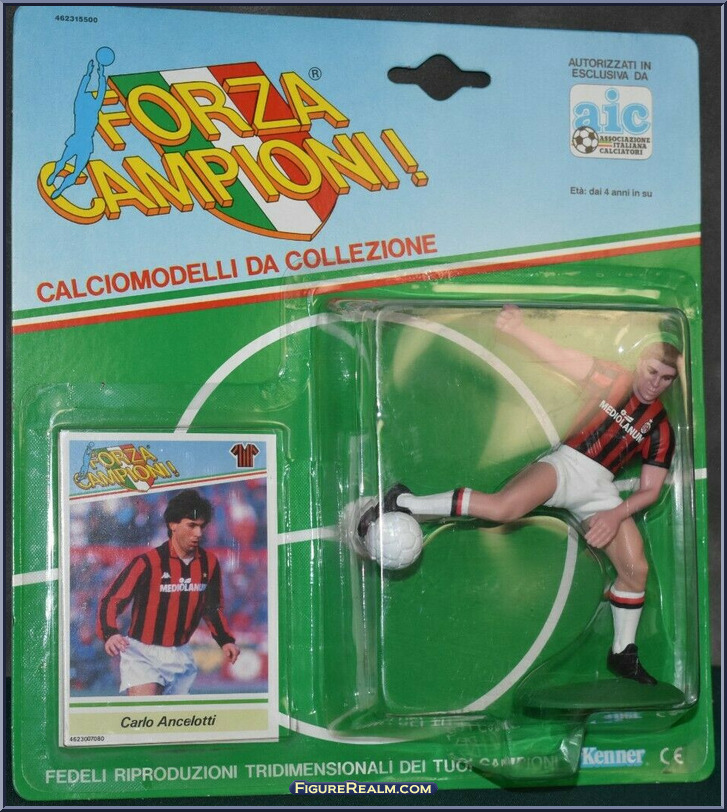 462315500
FORZA
CAMPIONI!
®
AUTORIZZATI IN
ESCLUSIVA DA
aic
ASSOCIAZIONE
ITALIANA
CALCIATORI
Età: dai 4 anni in su
CALCIOMODELLI DA COLLEZIONE
MEDIOLANUM
FORZA
CAMPIONI!
MEDIOLANUM
Carlo Ancelotti
4623007080
Kenner CE
FEDELI RIPRODUZIONI TRIDIMENSIONALI DEI TUOI CAMPIONI
FIGUREREALM.COM